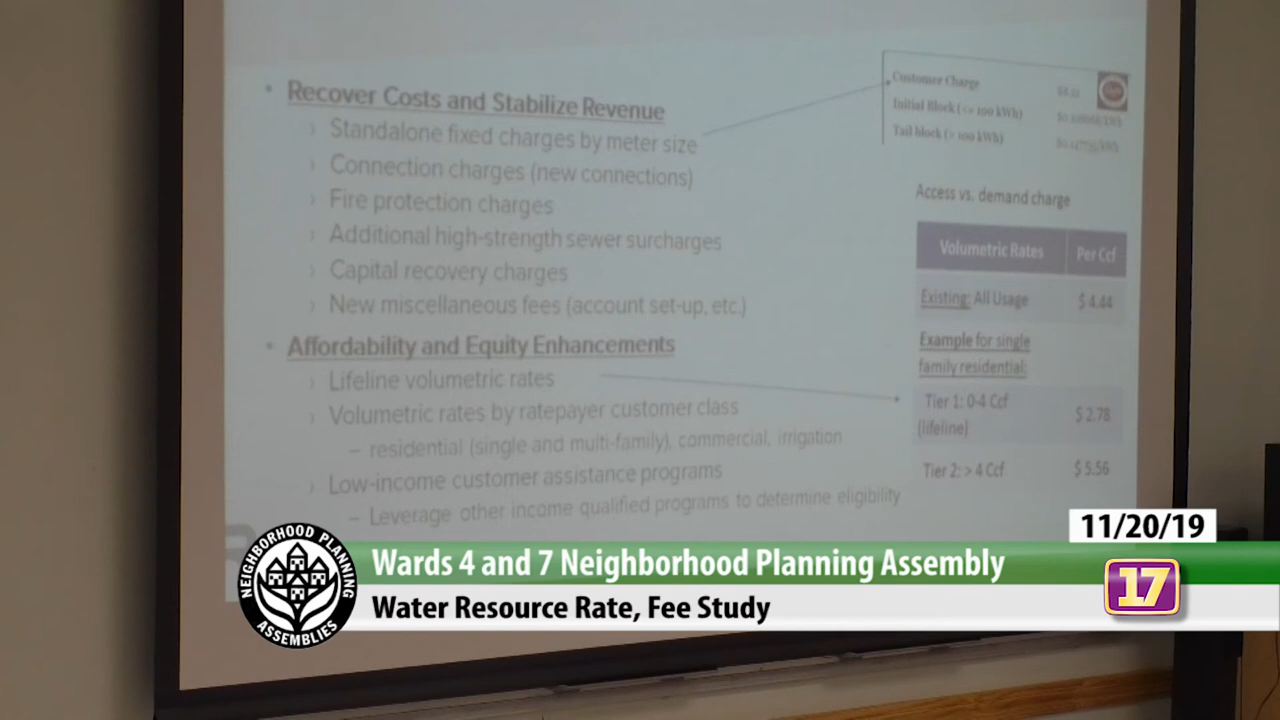 • Recover Costs and Stabilize Revenue
› Standalone fixed charges by meter size
› Connection charges (new connections)
› Fire protection charges
› Additional high-strength sewer surcharges
› Capital recovery charges
› New miscellaneous fees (account set-up, etc.)
• Affordability and Equity Enhancements
› Lifeline volumetric rates
› Volumetric rates by ratepayer customer class
– residential (single and multi-family), commercial, irrigation
› Low-income customer assistance programs
– Leverage other income qualified programs to determine eligibility
Customer Charge
Initial Block (<= 100 kWh)
Tail block (> 100 kWh)
Access vs. demand charge
Volumetric Rates Per Ccf
Existing: All Usage $ 4.44
Example for single
family residential:
Tier 1: 0-4 Ccf
(lifeline) $ 2.78
Tier 2: > 4 Ccf $ 5.56
11/20/19
NEIGHBORHOOD PLANNING
ASSEMBLIES
Wards 4 and 7 Neighborhood Planning Assembly
Water Resource Rate, Fee Study
17